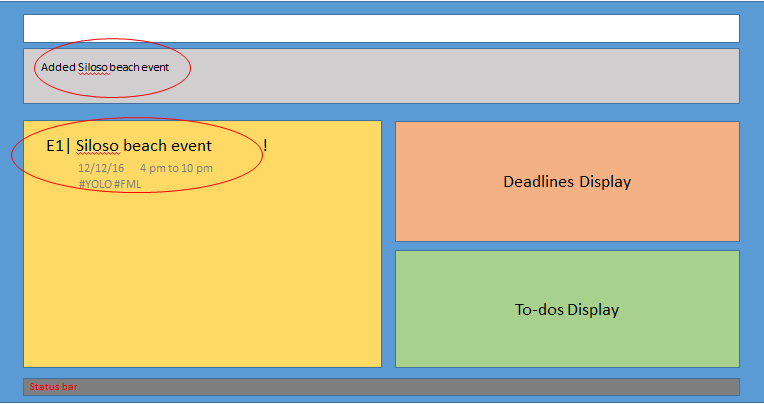 Added Siloso beach event
E1| Siloso beach event !
12/12/16 4 pm to 10 pm
#YOLO #FML
Deadlines Display
To-dos Display
Status bar